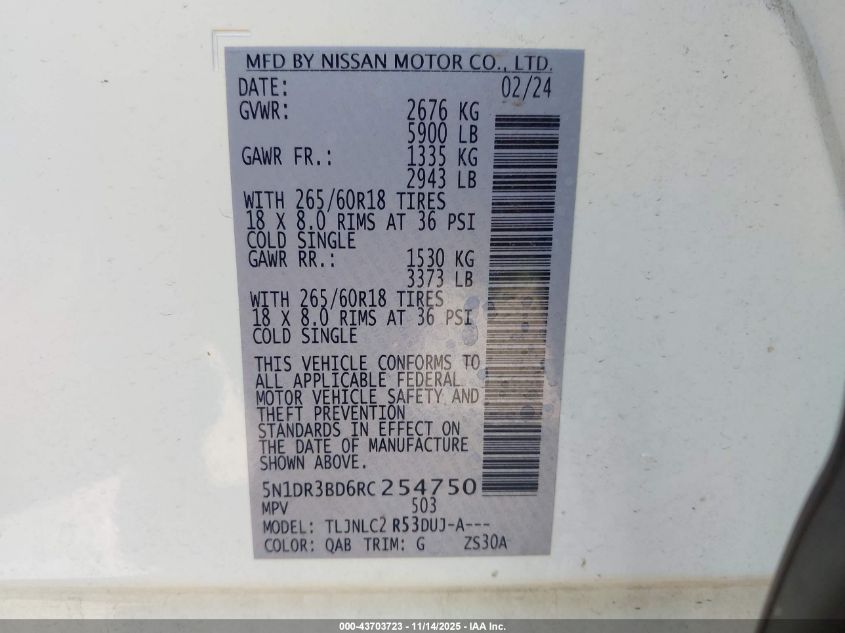 MFD BY NISSAN MOTOR CO., LTD.
DATE: 02/24
GVWR: 2676 KG
5900 LB
GAWR FR.: 1335 KG
2943 LB
WITH 265/60R18 TIRES
18 X 8.0 RIMS AT 36 PSI
COLD SINGLE
GAWR RR.: 1530 KG
3373 LB
WITH 265/60R18 TIRES
18 X 8.0 RIMS AT 36 PSI
COLD SINGLE
THIS VEHICLE CONFORMS TO
ALL APPLICABLE FEDERAL
MOTOR VEHICLE SAFETY AND
THEFT PREVENTION
STANDARDS IN EFFECT ON
THE DATE OF MANUFACTURE
SHOWN ABOVE.
5N1DR3BD6RC254750
MPV 503
MODEL: TLJNLC2 R53DUJ-A---
COLOR: QAB TRIM: G ZS30A
000-43703723 - 11/14/2025 - IAA Inc.